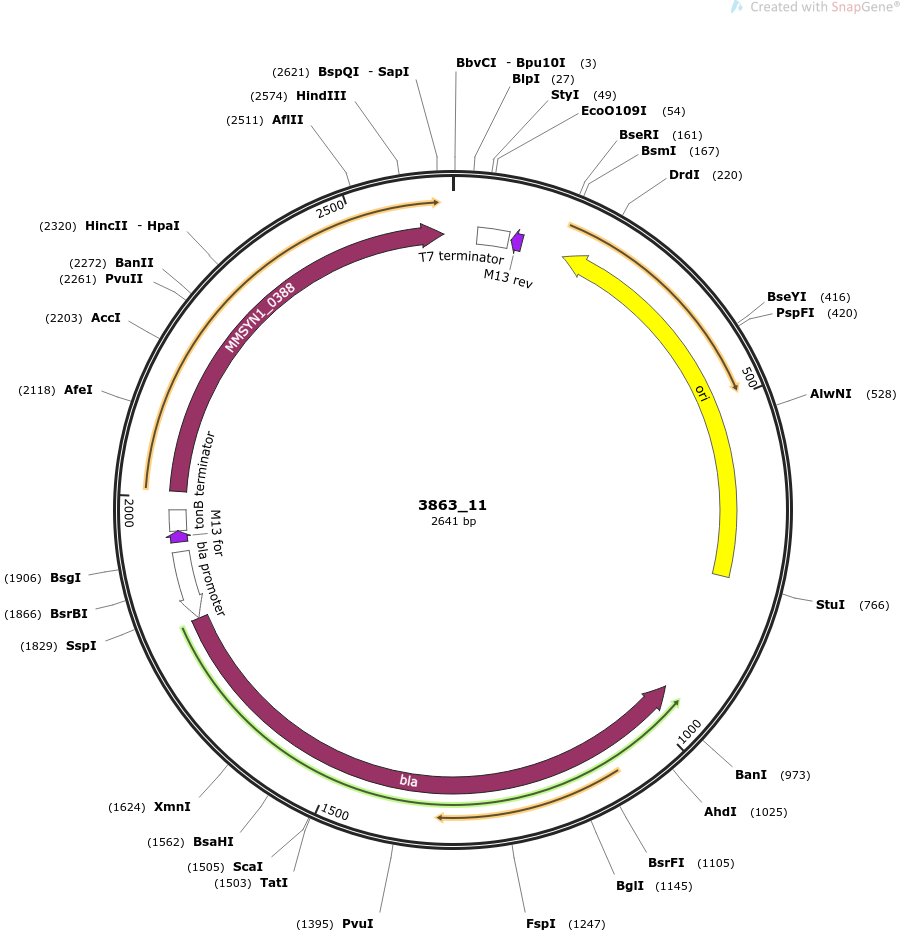 Created with SnapGene®
BbvCI - Bpu10I (3)
BlpI (27)
StyI (49)
EcoO109I (54)
BseRI (161)
BsmI (167)
DrdI (220)
BseYI (416)
PspFI (420)
AlwNI (528)
StuI (766)
BanI (973)
AhdI (1025)
BsrFI (1105)
BglI (1145)
FspI (1247)
(1395) PvuI
(1503) TatI
(1505) ScaI
(1562) BsaHI
(1624) XmnI
(1829) SspI
(1866) BsrBI
(1906) BsgI
(2118) AfeI
(2203) AccI
(2261) PvuII
(2272) BanII
(2320) HincII - HpaI
(2511) AflII
(2574) HindIII
(2621) BspQI - SapI
500
1000
1500
2000
2500
T7 terminator
M13 rev
ori
bla
bla promoter
M13 for
tonB terminator
MMSYN1_0388
3863_11
2641 bp